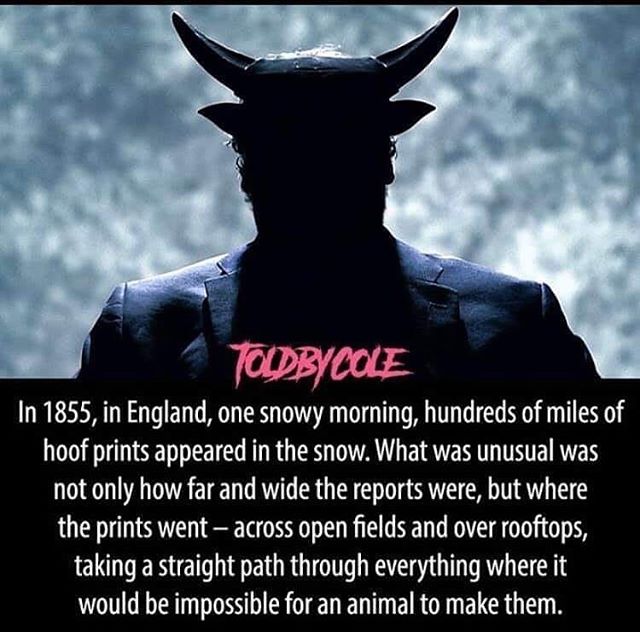 TOLDBYCOLE
In 1855, in England, one snowy morning, hundreds of miles of
hoof prints appeared in the snow. What was unusual was
not only how far and wide the reports were, but where
the prints went – across open fields and over rooftops,
taking a straight path through everything where it
would be impossible for an animal to make them.